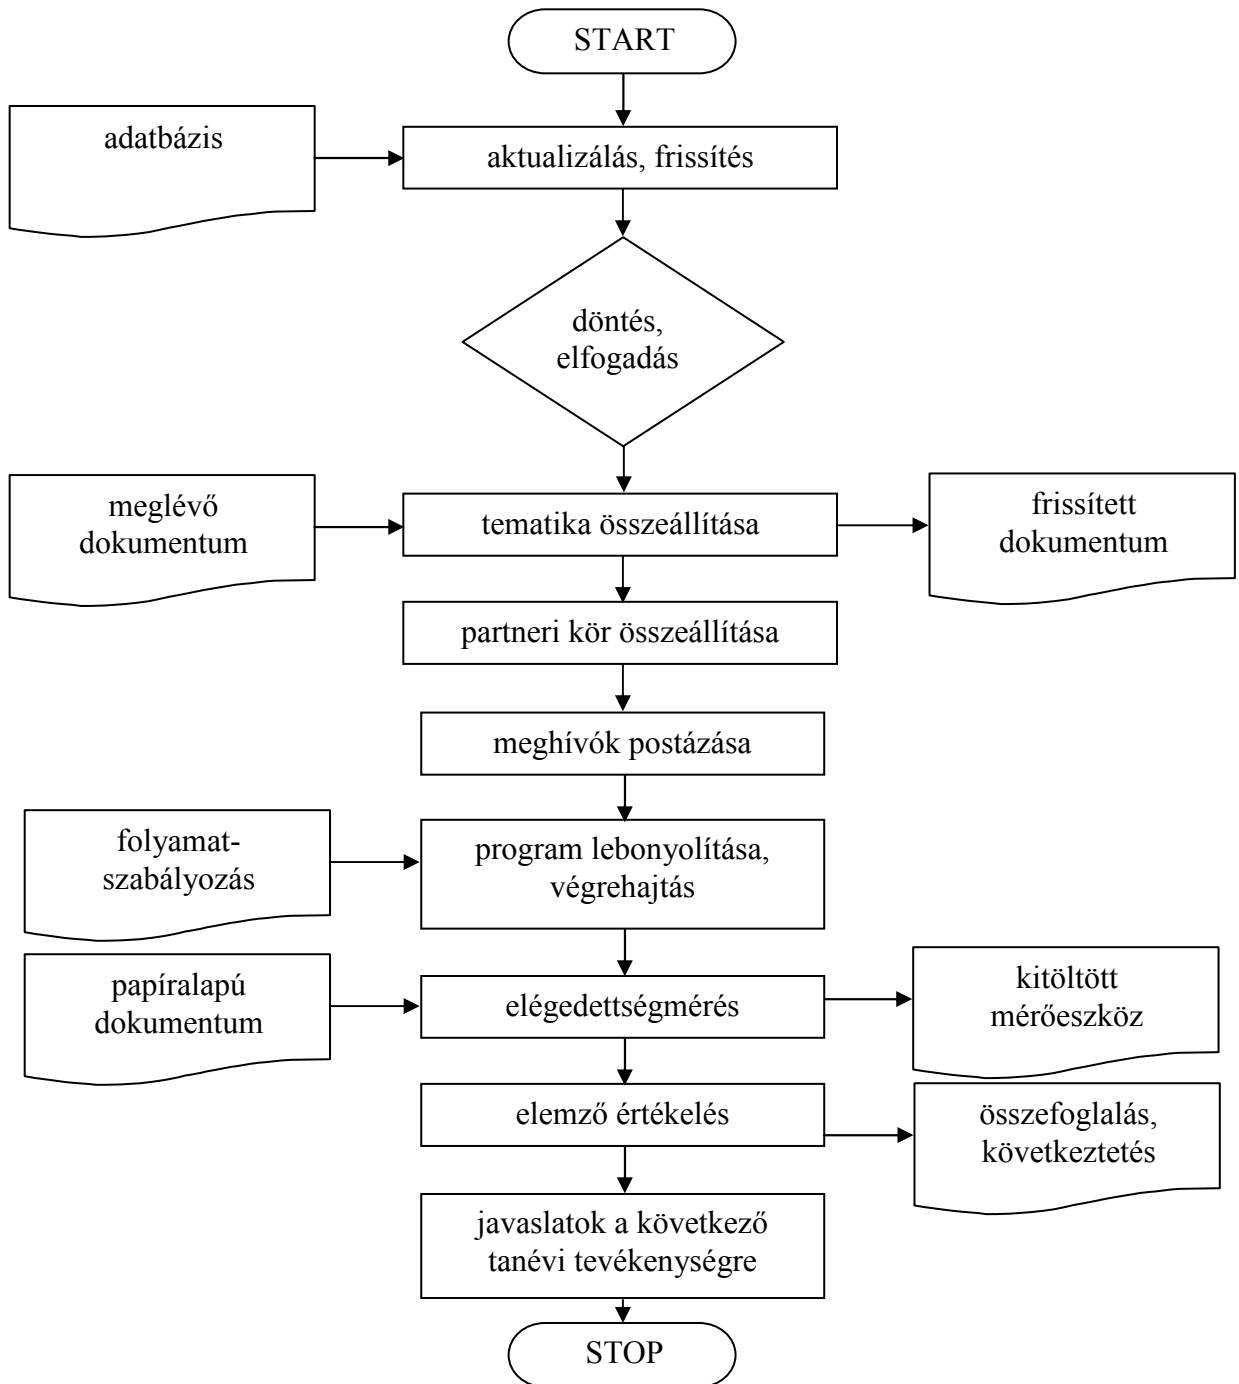 START
adatbázis
aktualizálás, frissítés
döntés,
elfogadás
meglévő
dokumentum
tematika összeállítása
frissített
dokumentum
partneri kör összeállítása
meghívók postázása
folyamat-
szabályozás
program lebonyolítása,
végrehajtás
papíralapú
dokumentum
elégedettségmérés
kitöltött
mérőeszköz
elemző értékelés
összefoglalás,
következtetés
javaslatok a következő
tanévi tevékenységre
STOP